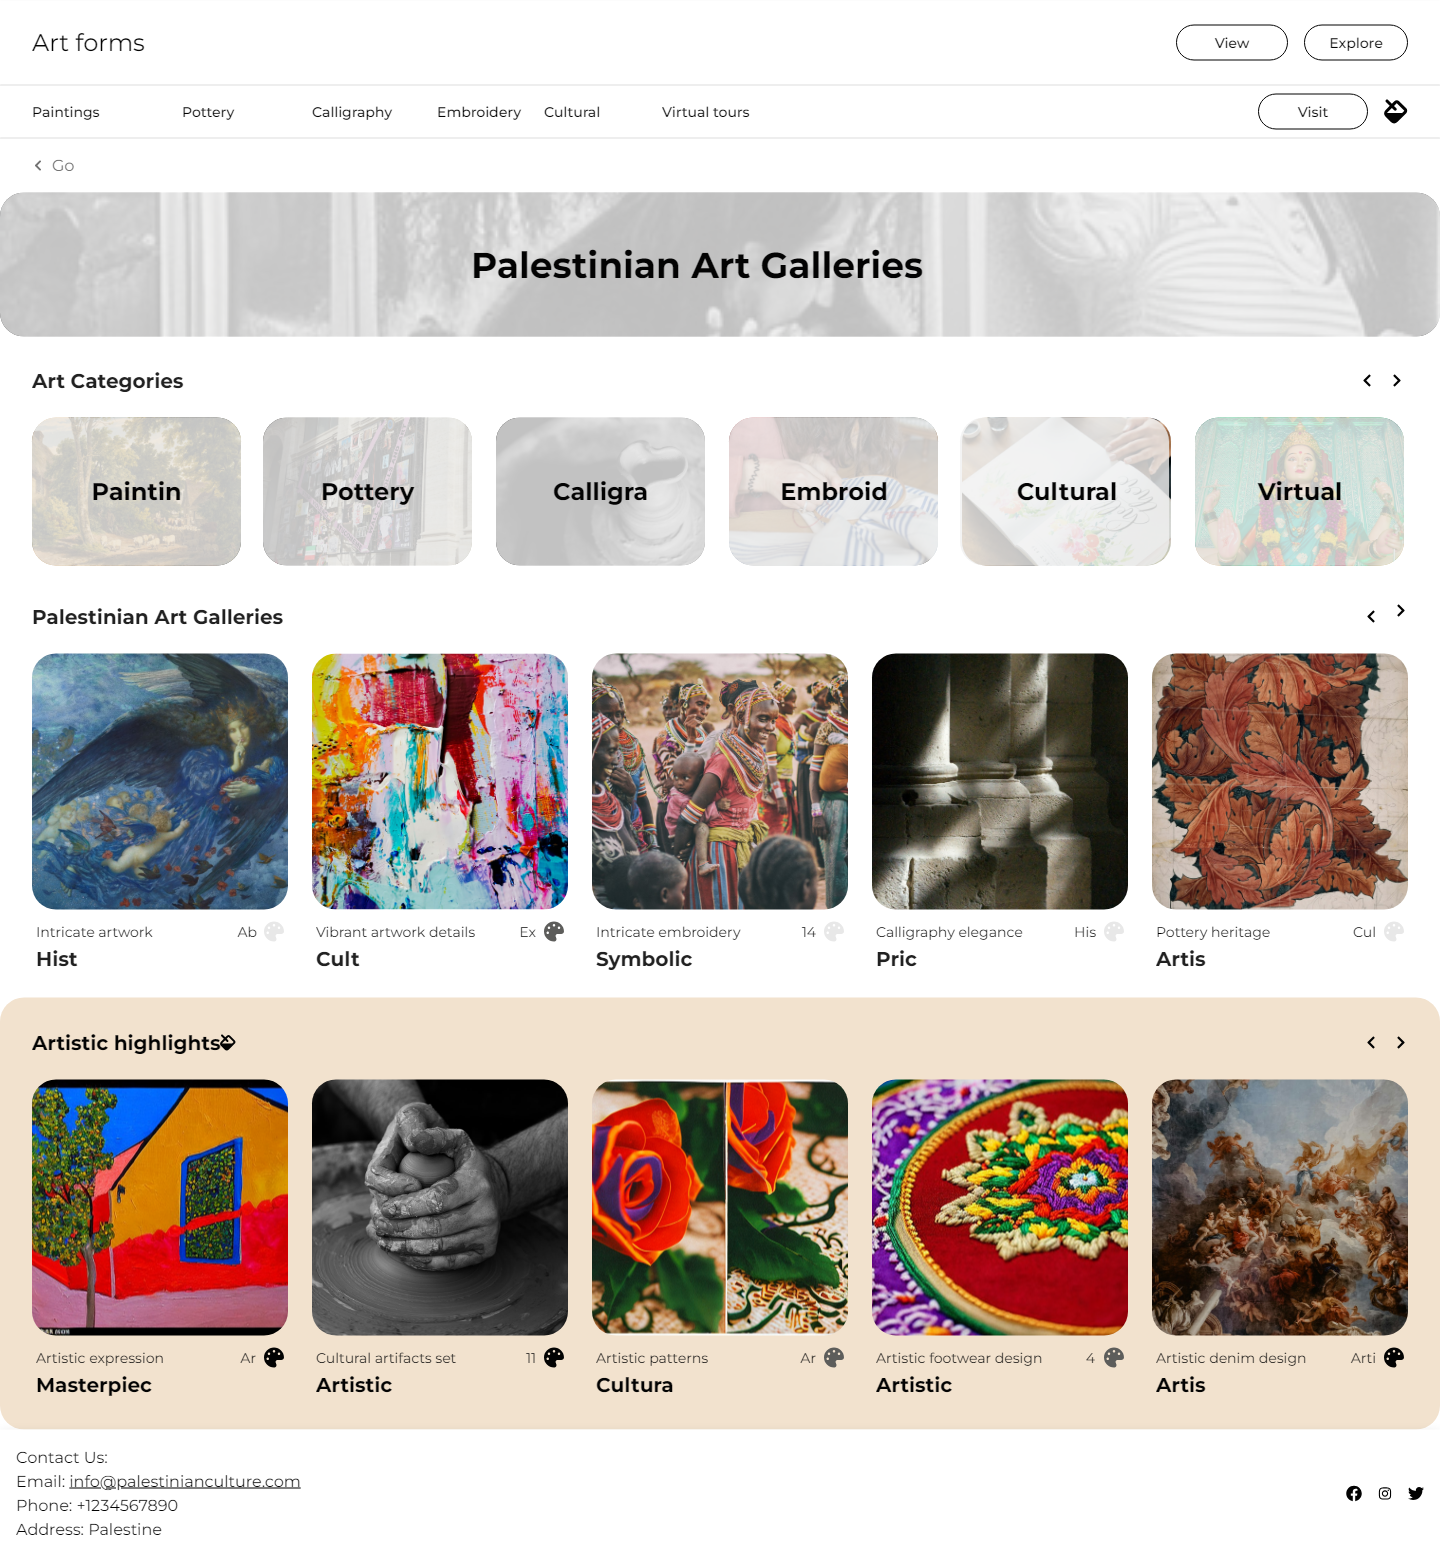 Art forms
View
Explore
Paintings
Pottery
Calligraphy
Embroidery
Cultural
Virtual tours
Visit
Go
Palestinian Art Galleries
Art Categories
Paintin
Pottery
Calligra
Embroid
Cultural
Virtual
Palestinian Art Galleries
Intricate artwork
Ab
Hist
Vibrant artwork details
Ex
Cult
Intricate embroidery
14
Symbolic
Calligraphy elegance
His
Pric
Pottery heritage
Cul
Artis
Artistic highlights
Artistic expression
Ar
Masterpiec
Cultural artifacts set
11
Artistic
Artistic patterns
Ar
Cultura
Artistic footwear design
4
Artistic
Artistic denim design
Arti
Artis
Contact Us:
Email: info@palestinianculture.com
Phone: +1234567890
Address: Palestine